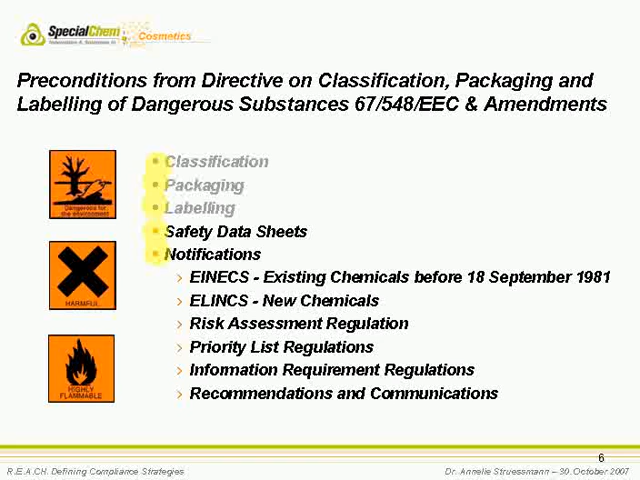 SpecialChem
Cosmetics
Preconditions from Directive on Classification, Packaging and
Labelling of Dangerous Substances 67/548/EEC & Amendments
Dangerous for
the environment
HARMFUL
HIGHLY
FLAMMABLE
• Classification
• Packaging
• Labelling
• Safety Data Sheets
• Notifications
› EINECS - Existing Chemicals before 18 September 1981
› ELINCS - New Chemicals
› Risk Assessment Regulation
› Priority List Regulations
› Information Requirement Regulations
› Recommendations and Communications
6
R.E.A.CH. Defining Compliance Strategies
Dr. Annelie Struessmann – 30.October 2007